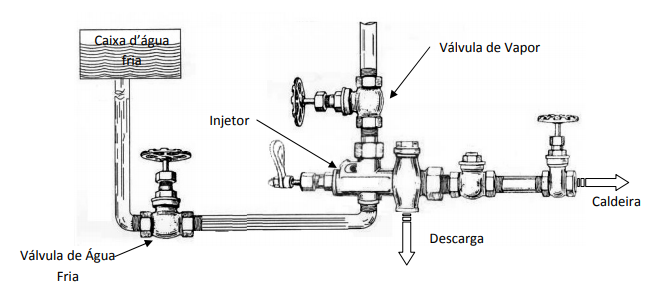 Caixa d'água
fria
Válvula de Vapor
Injetor
Caldeira
Descarga
Válvula de Água
Fria